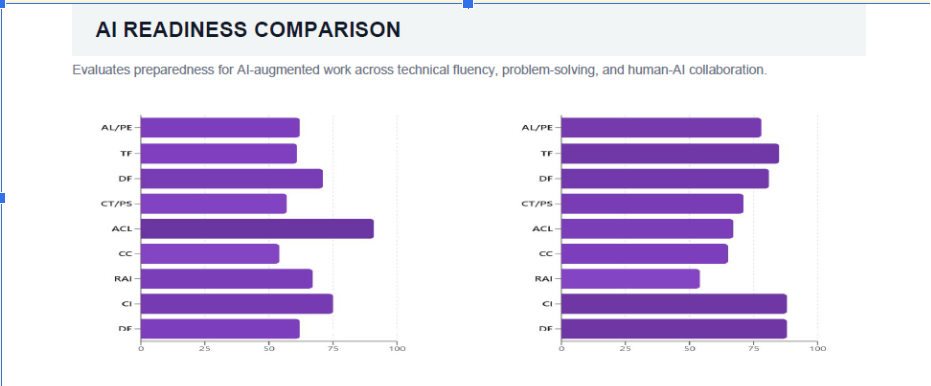 AI READINESS COMPARISON
Evaluates preparedness for AI-augmented work across technical fluency, problem-solving, and human-AI collaboration.
AL/PE
TF
DF
CT/PS
ACL
CC
RAI
CI
DF
0 25 50 75 100
AL/PE
TF
DF
CT/PS
ACL
CC
RAI
CI
DF
0 25 50 75 100